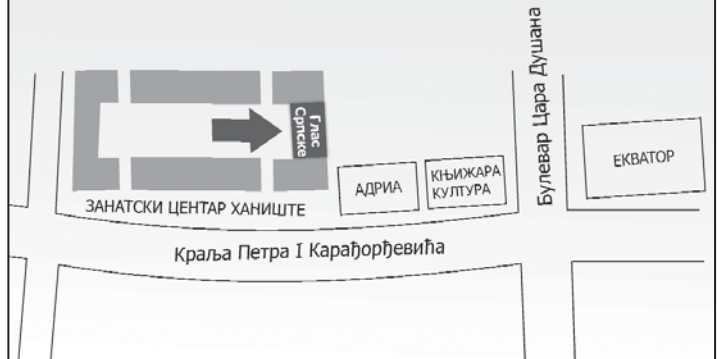 Булевар Цара Душана
Глас
Српске
АДРИА
КЊИЖАРА
КУЛТУРА
ЕКВАТОР
ЗАНАТСКИ ЦЕНТАР ХАНИШТЕ
Краља Петра I Карађорђевића